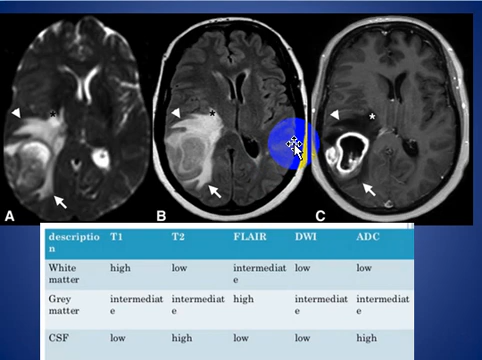 A
B
C
*
*
*
descriptio T1 T2 FLAIR DWI ADC
n
White high low intermediat low low
matter e
Grey intermediat intermediat high intermediat intermediat
matter e e e e
CSF low high low low high